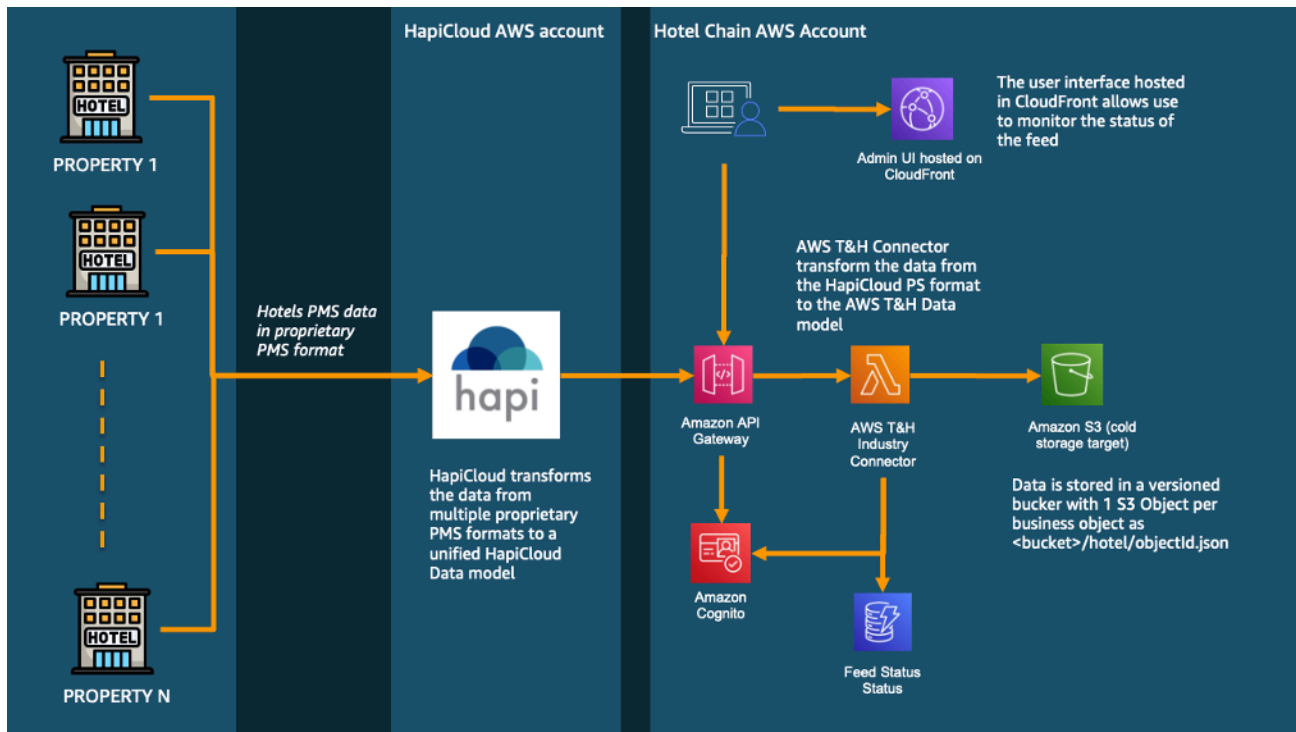 HapiCloud AWS account
Hotel Chain AWS Account
HOTEL
PROPERTY 1
HOTEL
PROPERTY 1
HOTEL
PROPERTY N
Hotels PMS data
in proprietary
PMS format
hapi
HapiCloud transforms
the data from
multiple proprietary
PMS formats to a
unified HapiCloud
Data model
Admin UI hosted on
CloudFront
The user interface hosted
in CloudFront allows use
to monitor the status of
the feed
AWS T&H Connector
transform the data from
the HapiCloud PS format
to the AWS T&H Data
model
</>
Amazon API
Gateway
AWS T&H
Industry
Connector
Amazon S3 (cold
storage target)
Data is stored in a versioned
bucker with 1 S3 Object per
business object as
<bucket>/hotel/objectId.json
Amazon
Cognito
Feed Status
Status